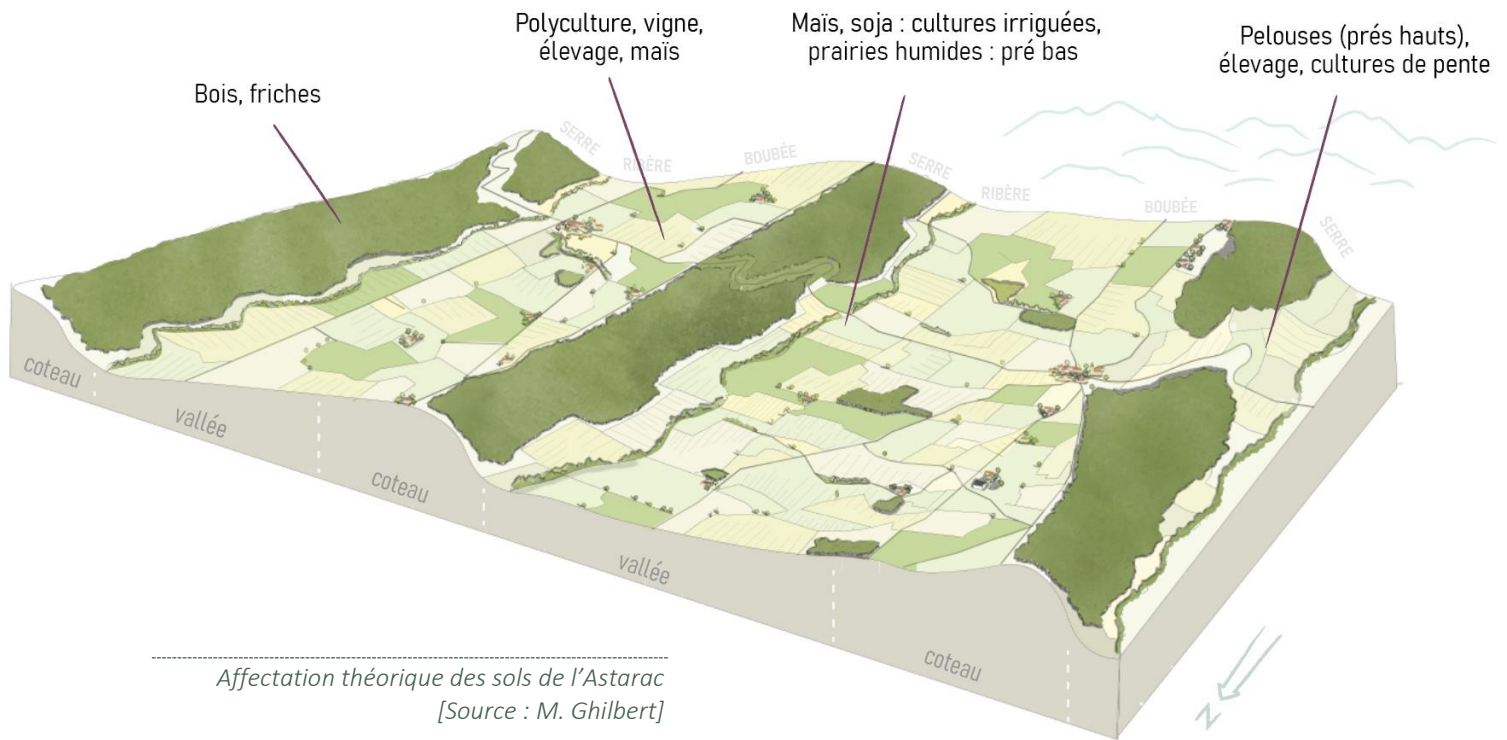 Polyculture, vigne,
élevage, maïs
Maïs, soja : cultures irriguées,
prairies humides : pré bas
Pelouses (prés hauts),
élevage, cultures de pente
Bois, friches
SERRE
RIBÈRE
BOUBÉE
SERRE
RIBÈRE
BOUBÉE
SERRE
coteau
vallée
coteau
vallée
coteau
N
Affectation théorique des sols de l’Astarac
[Source : M. Ghilbert]